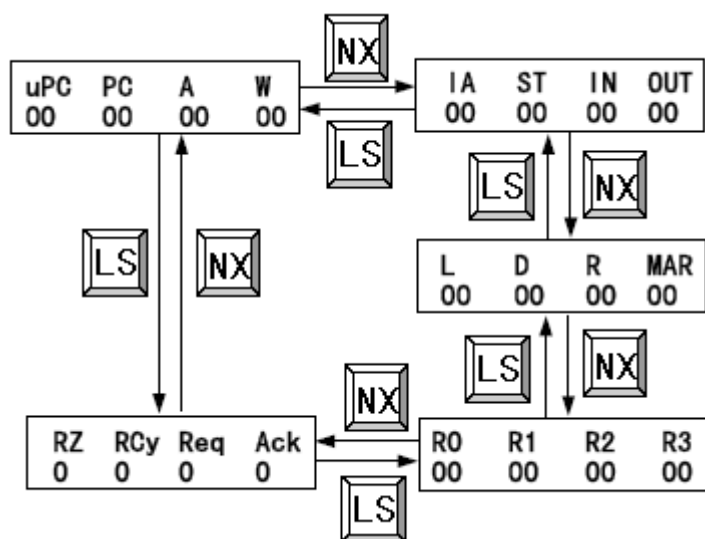 NX
uPC PC A W
00 00 00 00
IA ST IN OUT
00 00 00 00
LS
LS
NX
LS
NX
L D R MAR
00 00 00 00
LS
NX
NX
RZ RCy Req Ack
0 0 0 0
R0 R1 R2 R3
00 00 00 00
LS